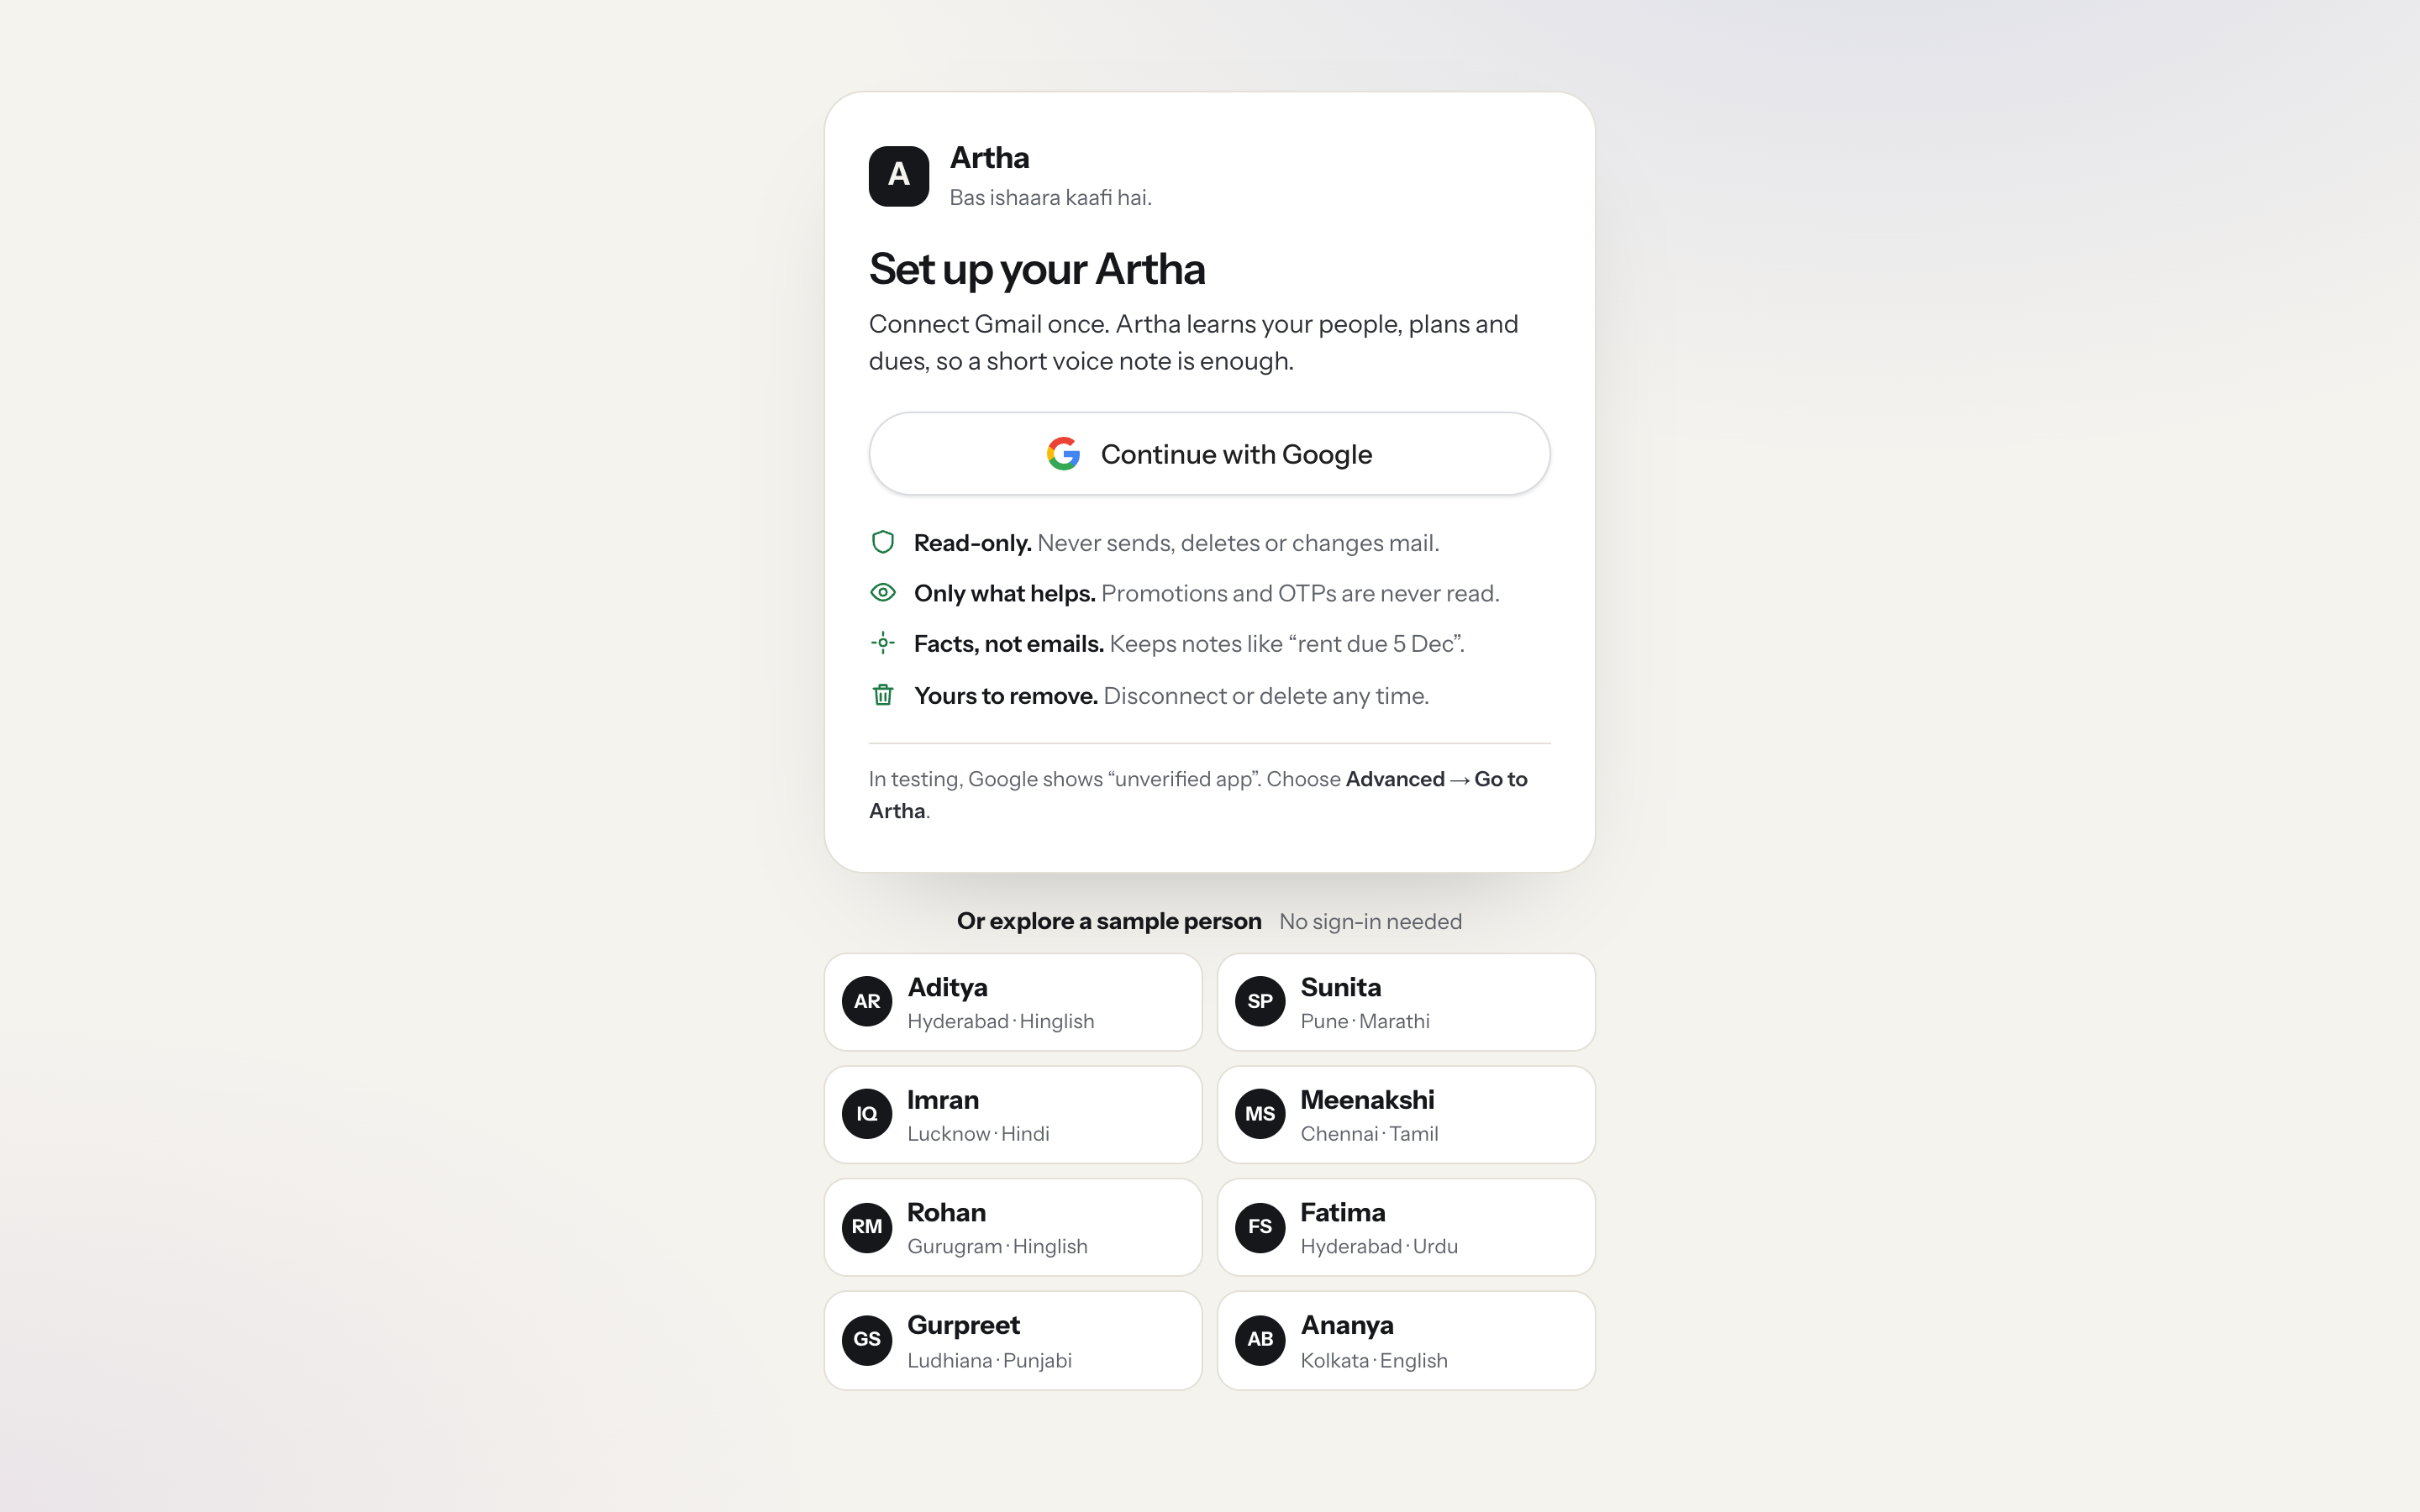 A
Artha
Bas ishaara kaafi hai.
Set up your Artha
Connect Gmail once. Artha learns your people, plans and
dues, so a short voice note is enough.
Continue with Google
Read-only. Never sends, deletes or changes mail.
Only what helps. Promotions and OTPs are never read.
Facts, not emails. Keeps notes like “rent due 5 Dec”.
Yours to remove. Disconnect or delete any time.
In testing, Google shows “unverified app”. Choose Advanced → Go to
Artha.
Or explore a sample person No sign-in needed
AR
Aditya
Hyderabad · Hinglish
SP
Sunita
Pune · Marathi
IQ
Imran
Lucknow · Hindi
MS
Meenakshi
Chennai · Tamil
RM
Rohan
Gurugram · Hinglish
FS
Fatima
Hyderabad · Urdu
GS
Gurpreet
Ludhiana · Punjabi
AB
Ananya
Kolkata · English